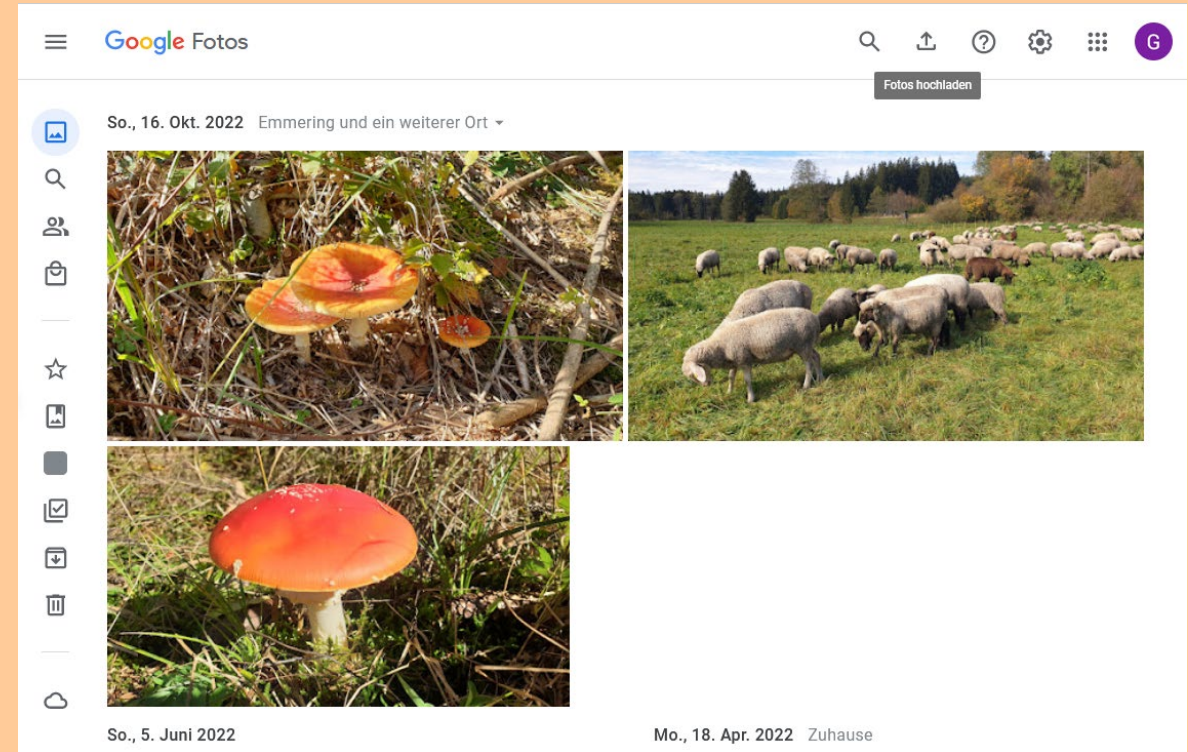 Google Fotos
G
Fotos hochladen
So., 16. Okt. 2022 Emmering und ein weiterer Ort
So., 5. Juni 2022
Mo., 18. Apr. 2022 Zuhause